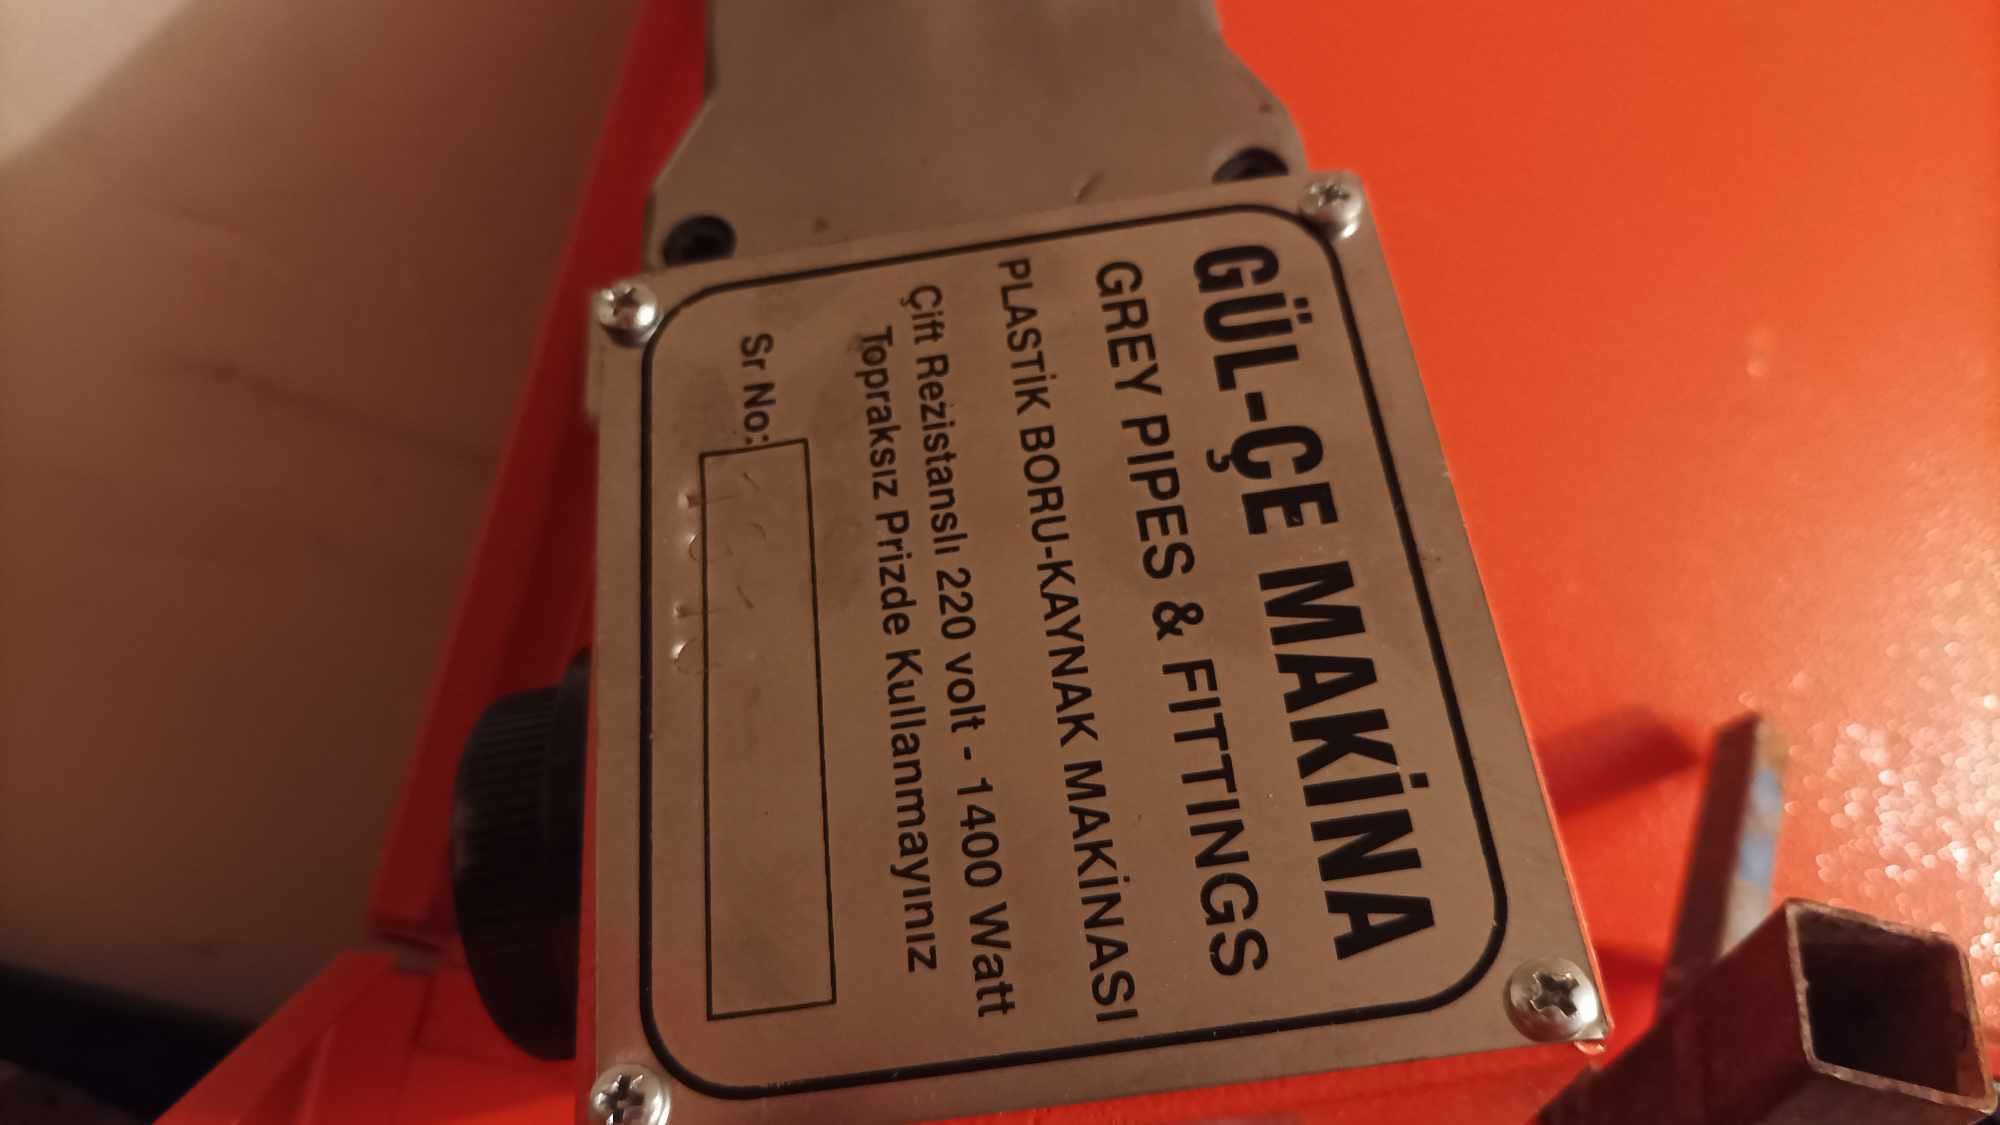 GÜL-ÇE MAKİNA
GREY PIPES & FITTINGS
PLASTİK BORU-KAYNAK MAKİNASI
Çift Rezistanslı 220 volt - 1400 Watt
Topraksız Prizde Kullanmayınız
Sr No: